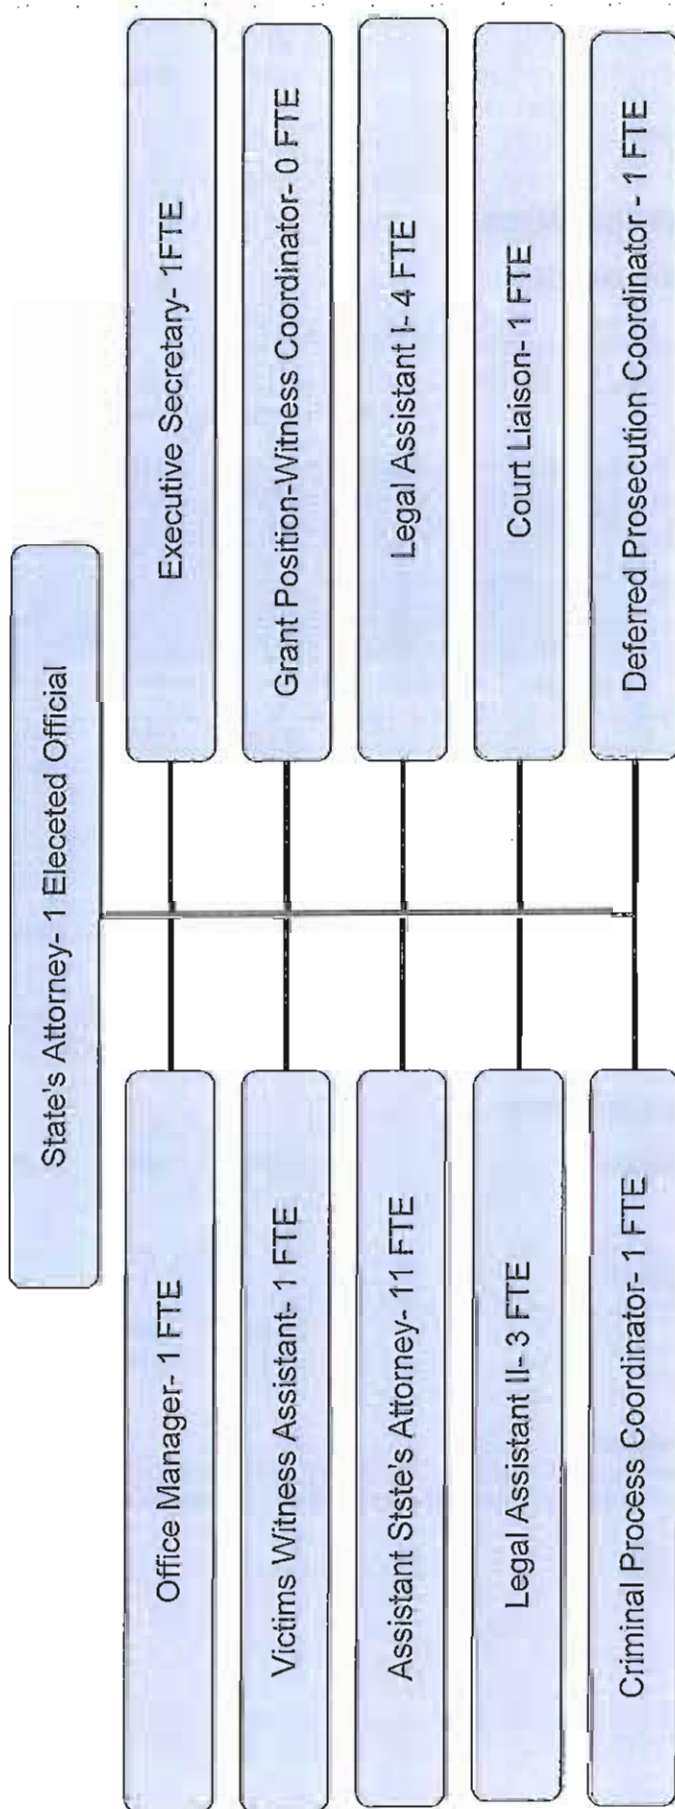 State's Attorney- 1 Eleceted Official
Office Manager- 1 FTE
Executive Secretary- 1FTE
Victims Witness Assistant- 1 FTE
Grant Position-Witness Coordinator- 0 FTE
Assistant Stste's Attorney- 11 FTE
Legal Assistant I- 4 FTE
Legal Assistant II- 3 FTE
Court Liaison- 1 FTE
Criminal Process Coordinator- 1 FTE
Deferred Prosecution Coordinator - 1 FTE